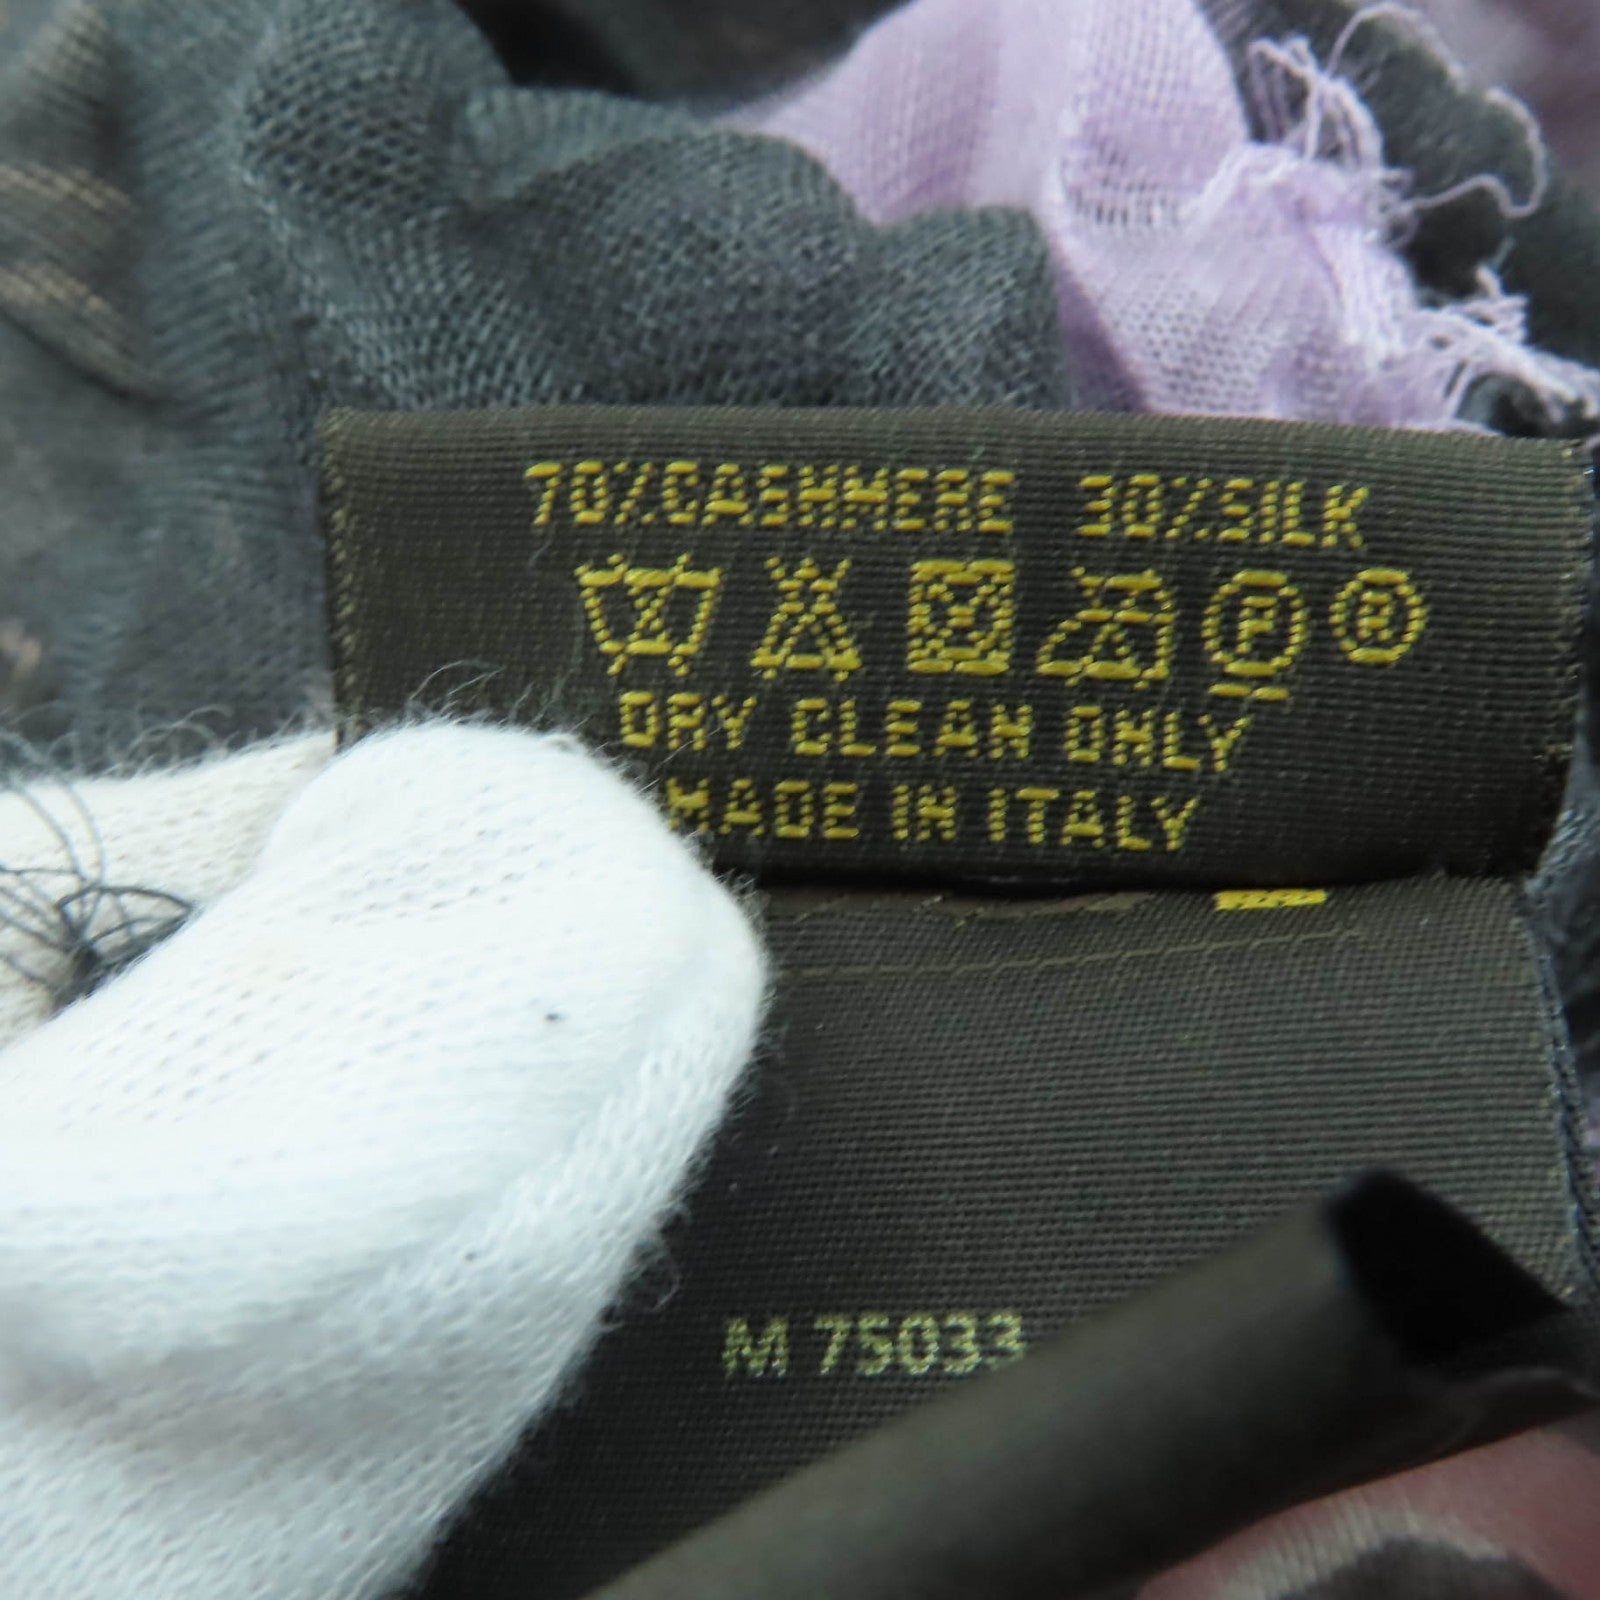 70%CASHMERE 30%SILK
P R
DRY CLEAN ONLY
MADE IN ITALY
M 75033